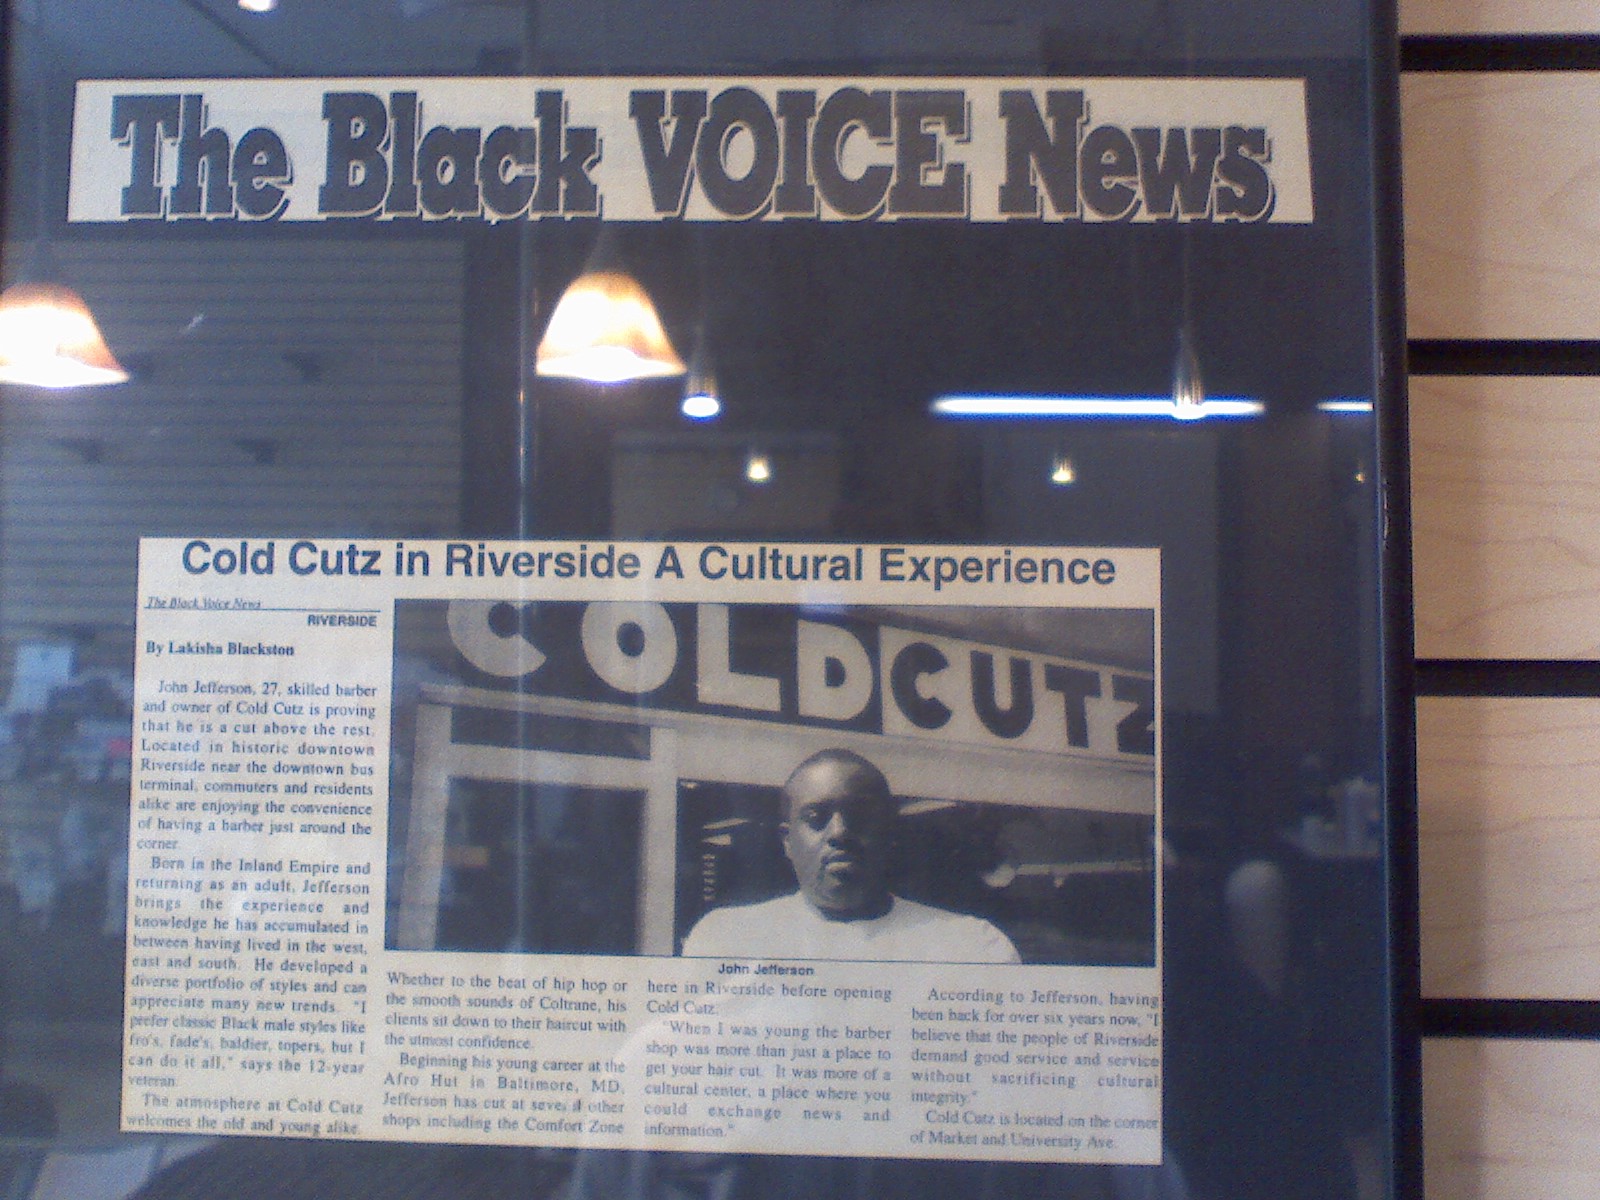 The Black VOICE News
Cold Cutz in Riverside A Cultural Experience
The Black Voice News
RIVERSIDE
By Lakisha Blackston
John Jefferson, 27, skilled barber
and owner of Cold Cutz is proving
that he is a cut above the rest.
Located in historic downtown
Riverside near the downtown bus
terminal, commuters and residents
alike are enjoying the convenience
of having a barber just around the
corner.
Born in the Inland Empire and
returning as an adult, Jefferson
brings the experience and
knowledge he has accumulated in
between having lived in the west,
east and south. He developed a
diverse portfolio of styles and can
appreciate many new trends. "I
prefer classic Black male styles like
fro's, fade's, baldier, topers, but I
can do it all," says the 12-year
veteran.
The atmosphere at Cold Cutz
welcomes the old and young alike.
COLD CUTZ
John Jefferson
Whether to the beat of hip hop or
the smooth sounds of Coltrane, his
clients sit down to their haircut with
the utmost confidence.
Beginning his young career at the
Afro Hut in Baltimore, MD,
Jefferson has cut at several other
shops including the Comfort Zone
here in Riverside before opening
Cold Cutz.
"When I was young the barber
shop was more than just a place to
get your hair cut. It was more of a
cultural center, a place where you
could exchange news and
information."
According to Jefferson, having
been back for over six years now, "I
believe that the people of Riverside
demand good service and service
without sacrificing cultural
integrity."
Cold Cutz is located on the corner
of Market and University Ave.